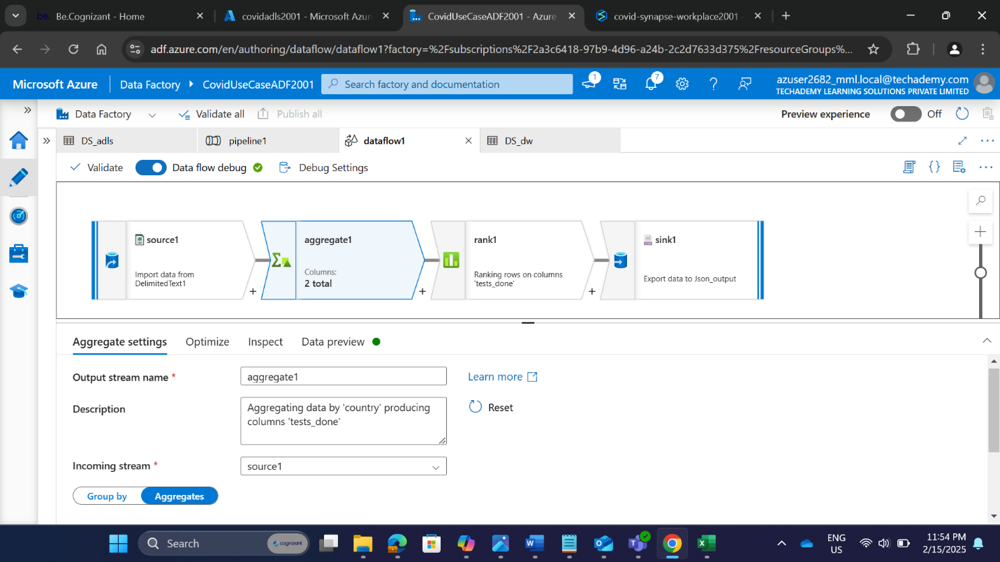 be. Be.Cognizant - Home
covidadls2001 - Microsoft Azur
CovidUseCaseADF2001 - Azure
covid-synapse-workplace2001 -
adf.azure.com/en/authoring/dataflow/dataflow1?factory=%2Fsubscriptions%2F2a3c6418-97b9-4d96-a24b-2c2d7633d375%2FresourceGroups%...
Microsoft Azure
Data Factory
CovidUseCaseADF2001
Search factory and documentation
1
7
azuser2682_mml.local@techademy.com
TECHADEMY LEARNING SOLUTIONS PRIVATE LIMITED
Data Factory
Validate all
Publish all
Preview experience
Off
DS_adls
pipeline1
dataflow1
DS_dw
Validate
Data flow debug
Debug Settings
source1
Import data from
DelimitedText1
aggregate1
Columns:
2 total
rank1
Ranking rows on columns
'tests_done'
sink1
Export data to Json_output
Aggregate settings
Optimize
Inspect
Data preview
Output stream name *
aggregate1
Learn more
Description
Aggregating data by 'country' producing
columns 'tests_done'
Reset
Incoming stream *
source1
Group by
Aggregates
Search
cognizant
ENG
US
11:54 PM
2/15/2025